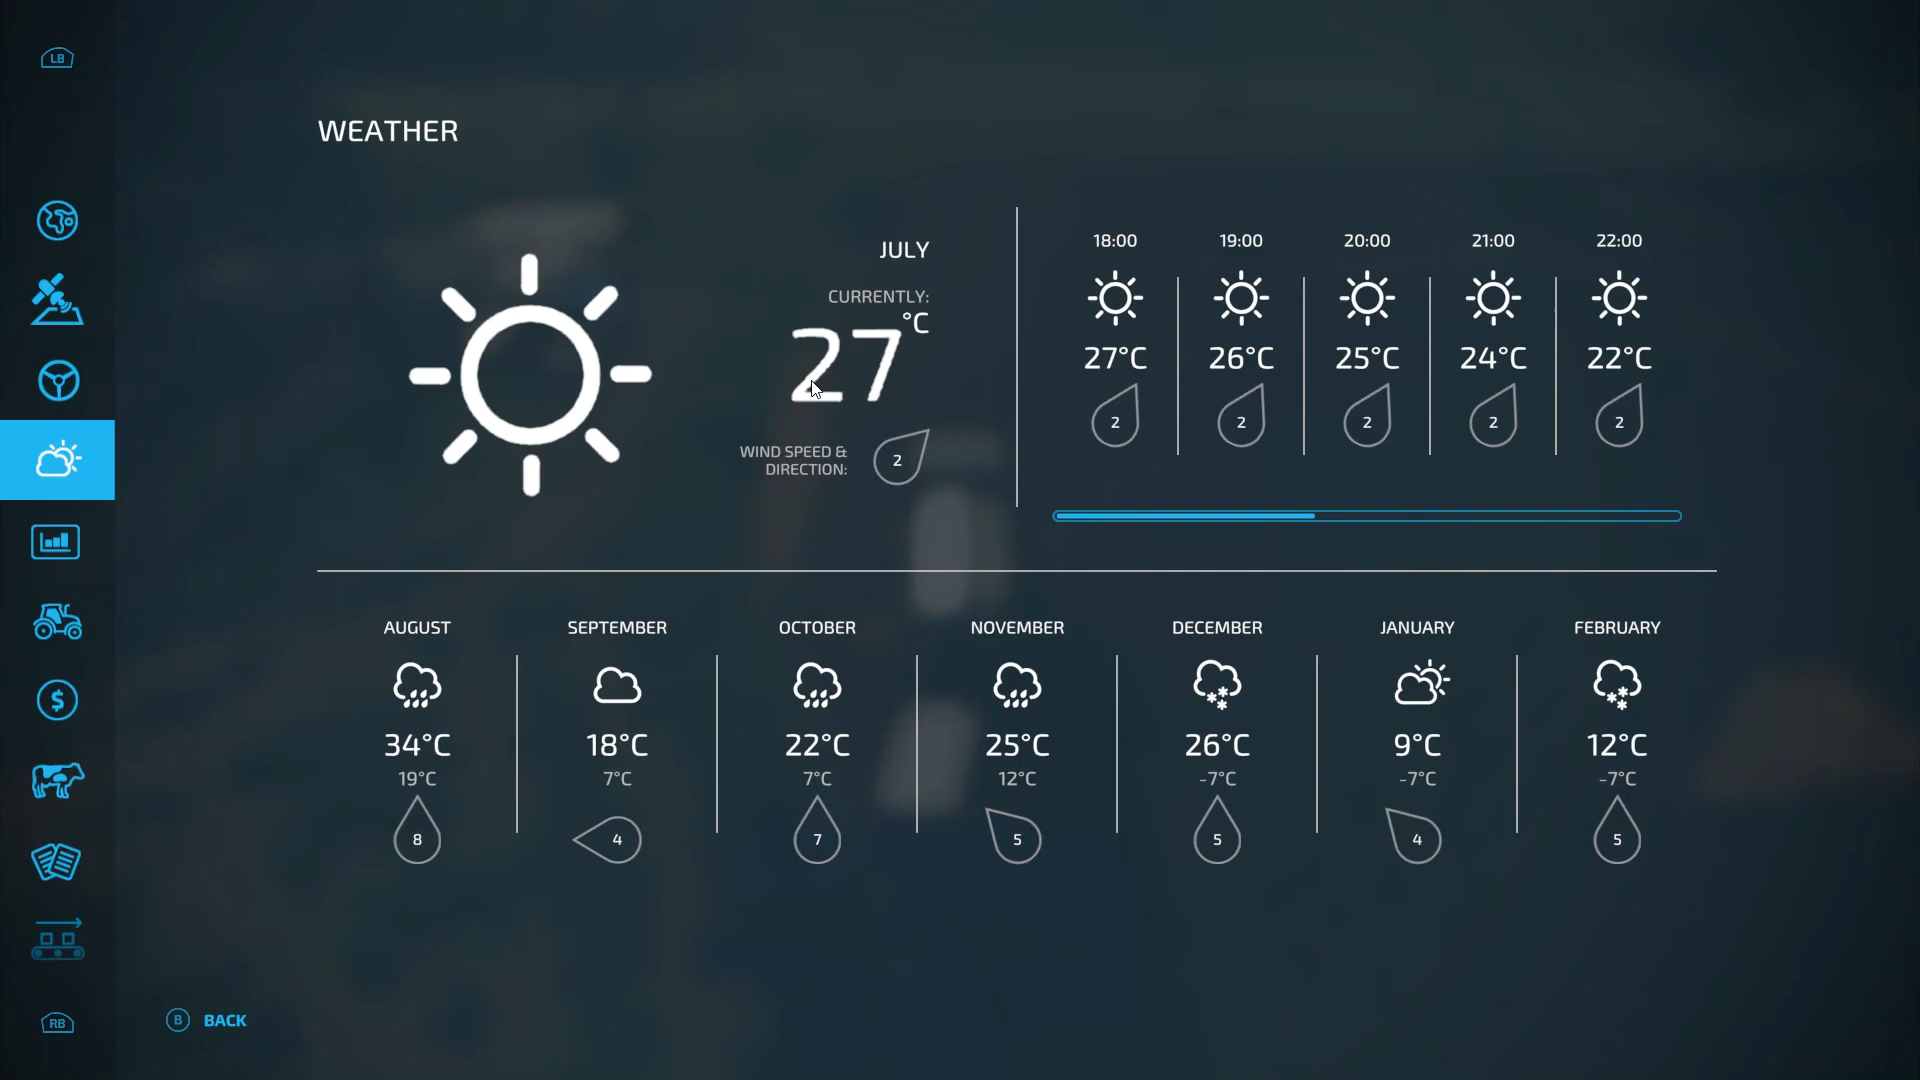 LB
WEATHER
JULY
CURRENTLY:
27°C
WIND SPEED &
DIRECTION:
2
18:00 19:00 20:00 21:00 22:00
27°C 26°C 25°C 24°C 22°C
2 2 2 2 2
AUGUST SEPTEMBER OCTOBER NOVEMBER DECEMBER JANUARY FEBRUARY
34°C 18°C 22°C 25°C 26°C 9°C 12°C
19°C 7°C 7°C 12°C -7°C -7°C -7°C
8 4 7 5 5 4 5
$
RB
B BACK